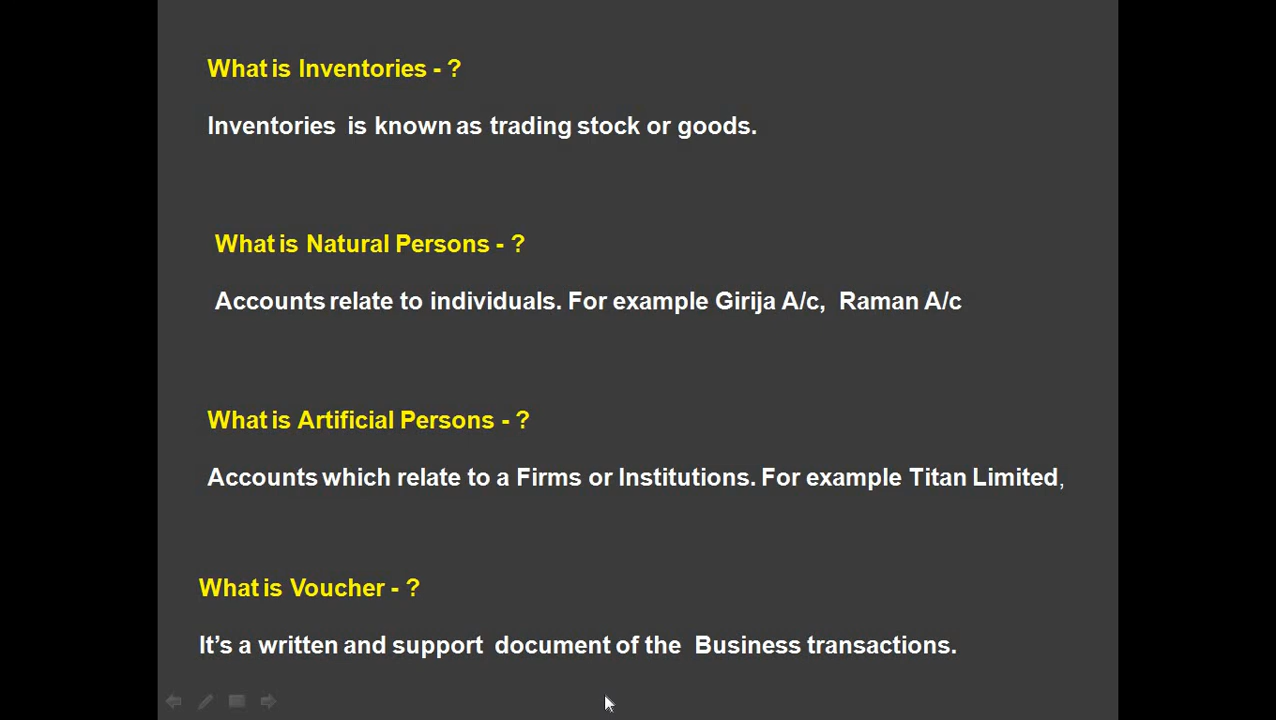 What is Inventories - ?
Inventories is known as trading stock or goods.
What is Natural Persons - ?
Accounts relate to individuals. For example Girija A/c, Raman A/c
What is Artificial Persons - ?
Accounts which relate to a Firms or Institutions. For example Titan Limited,
What is Voucher - ?
It’s a written and support document of the Business transactions.